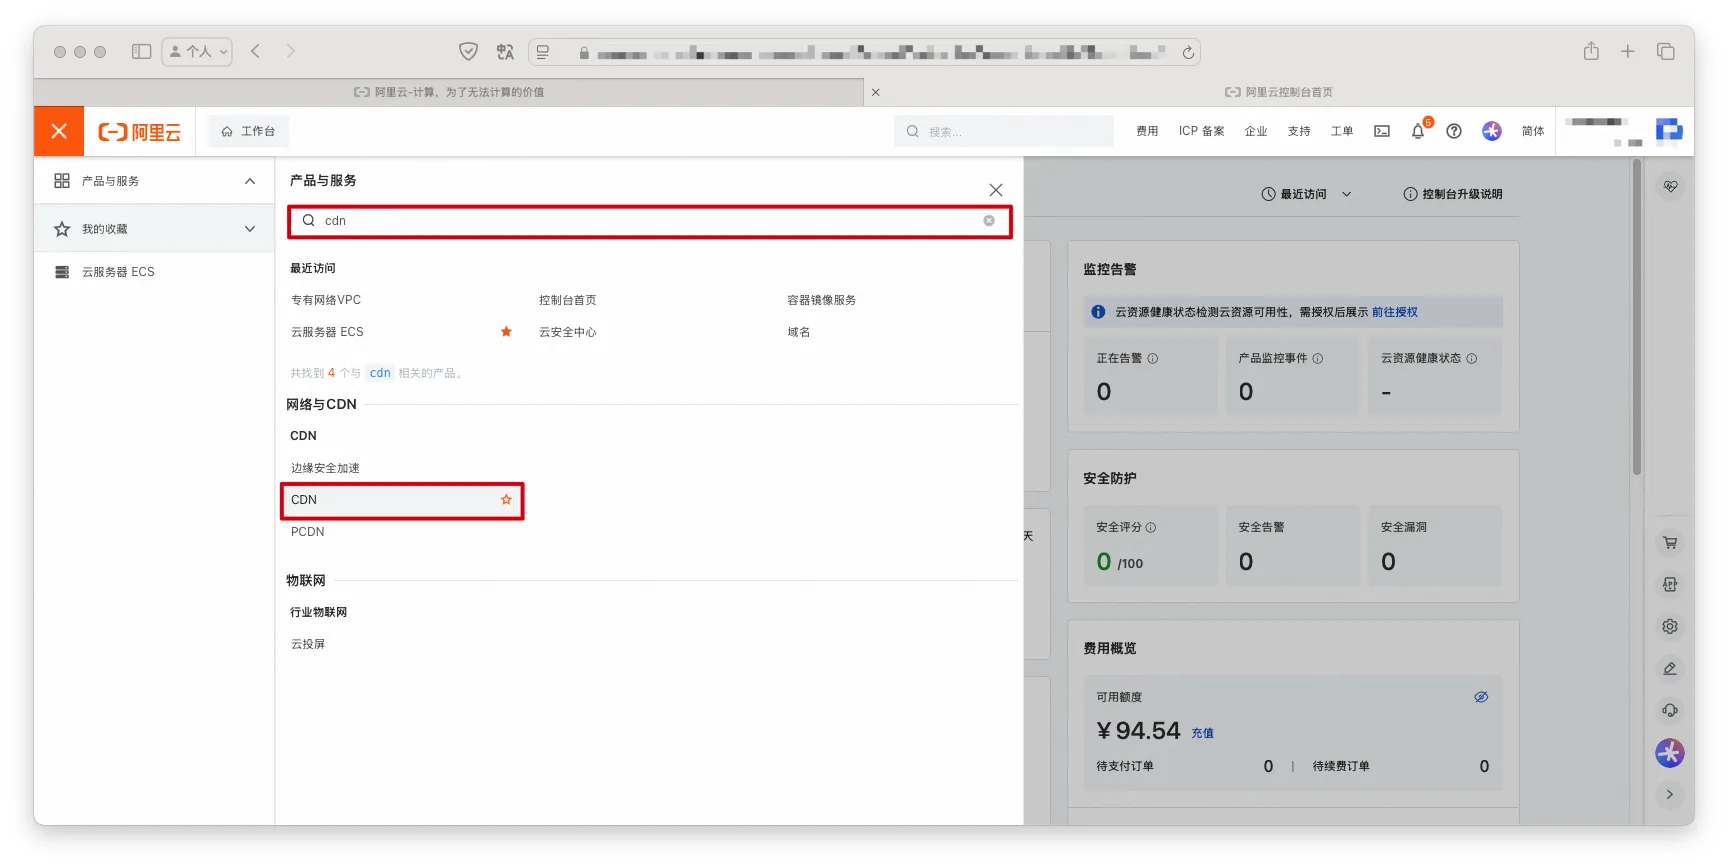 个人
阿里云-计算，为了无法计算的价值
阿里云控制台首页
阿里云
工作台
搜索...
费用
ICP 备案
企业
支持
工单
5
简体
产品与服务
我的收藏
云服务器 ECS
产品与服务
cdn
最近访问
专有网络VPC
控制台首页
容器镜像服务
云服务器 ECS
云安全中心
域名
共找到 4 个与 cdn 相关的产品。
网络与CDN
CDN
边缘安全加速
CDN
PCDN
物联网
行业物联网
云投屏
最近访问
控制台升级说明
监控告警
云资源健康状态检测云资源可用性，需授权后展示 前往授权
正在告警
产品监控事件
云资源健康状态
0
0
-
安全防护
天
安全评分
安全告警
安全漏洞
0 /100
0
0
费用概览
可用额度
¥ 94.54 充值
待支付订单 0 | 待续费订单 0